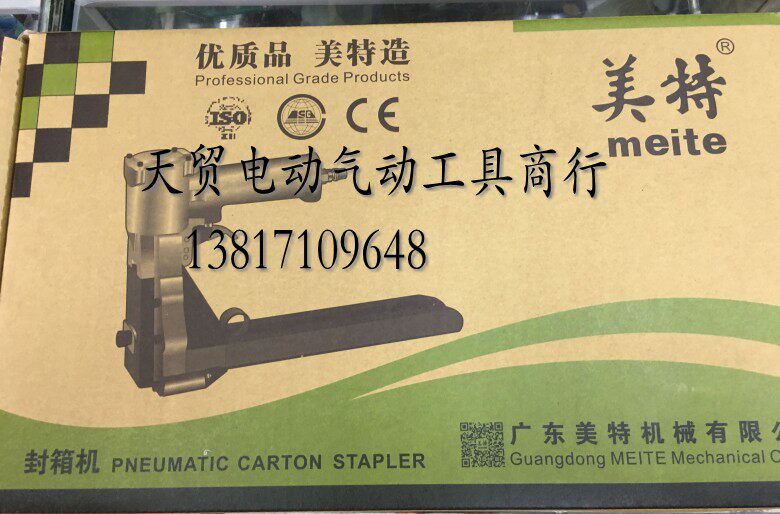 优质品 美特造
Professional Grade Products
ISO
CE
美特®
meite
天贸电动气动工具商行
13817109648
封箱机 PNEUMATIC CARTON STAPLER
广东美特机械有限
Guangdong MEITE Mechanical C